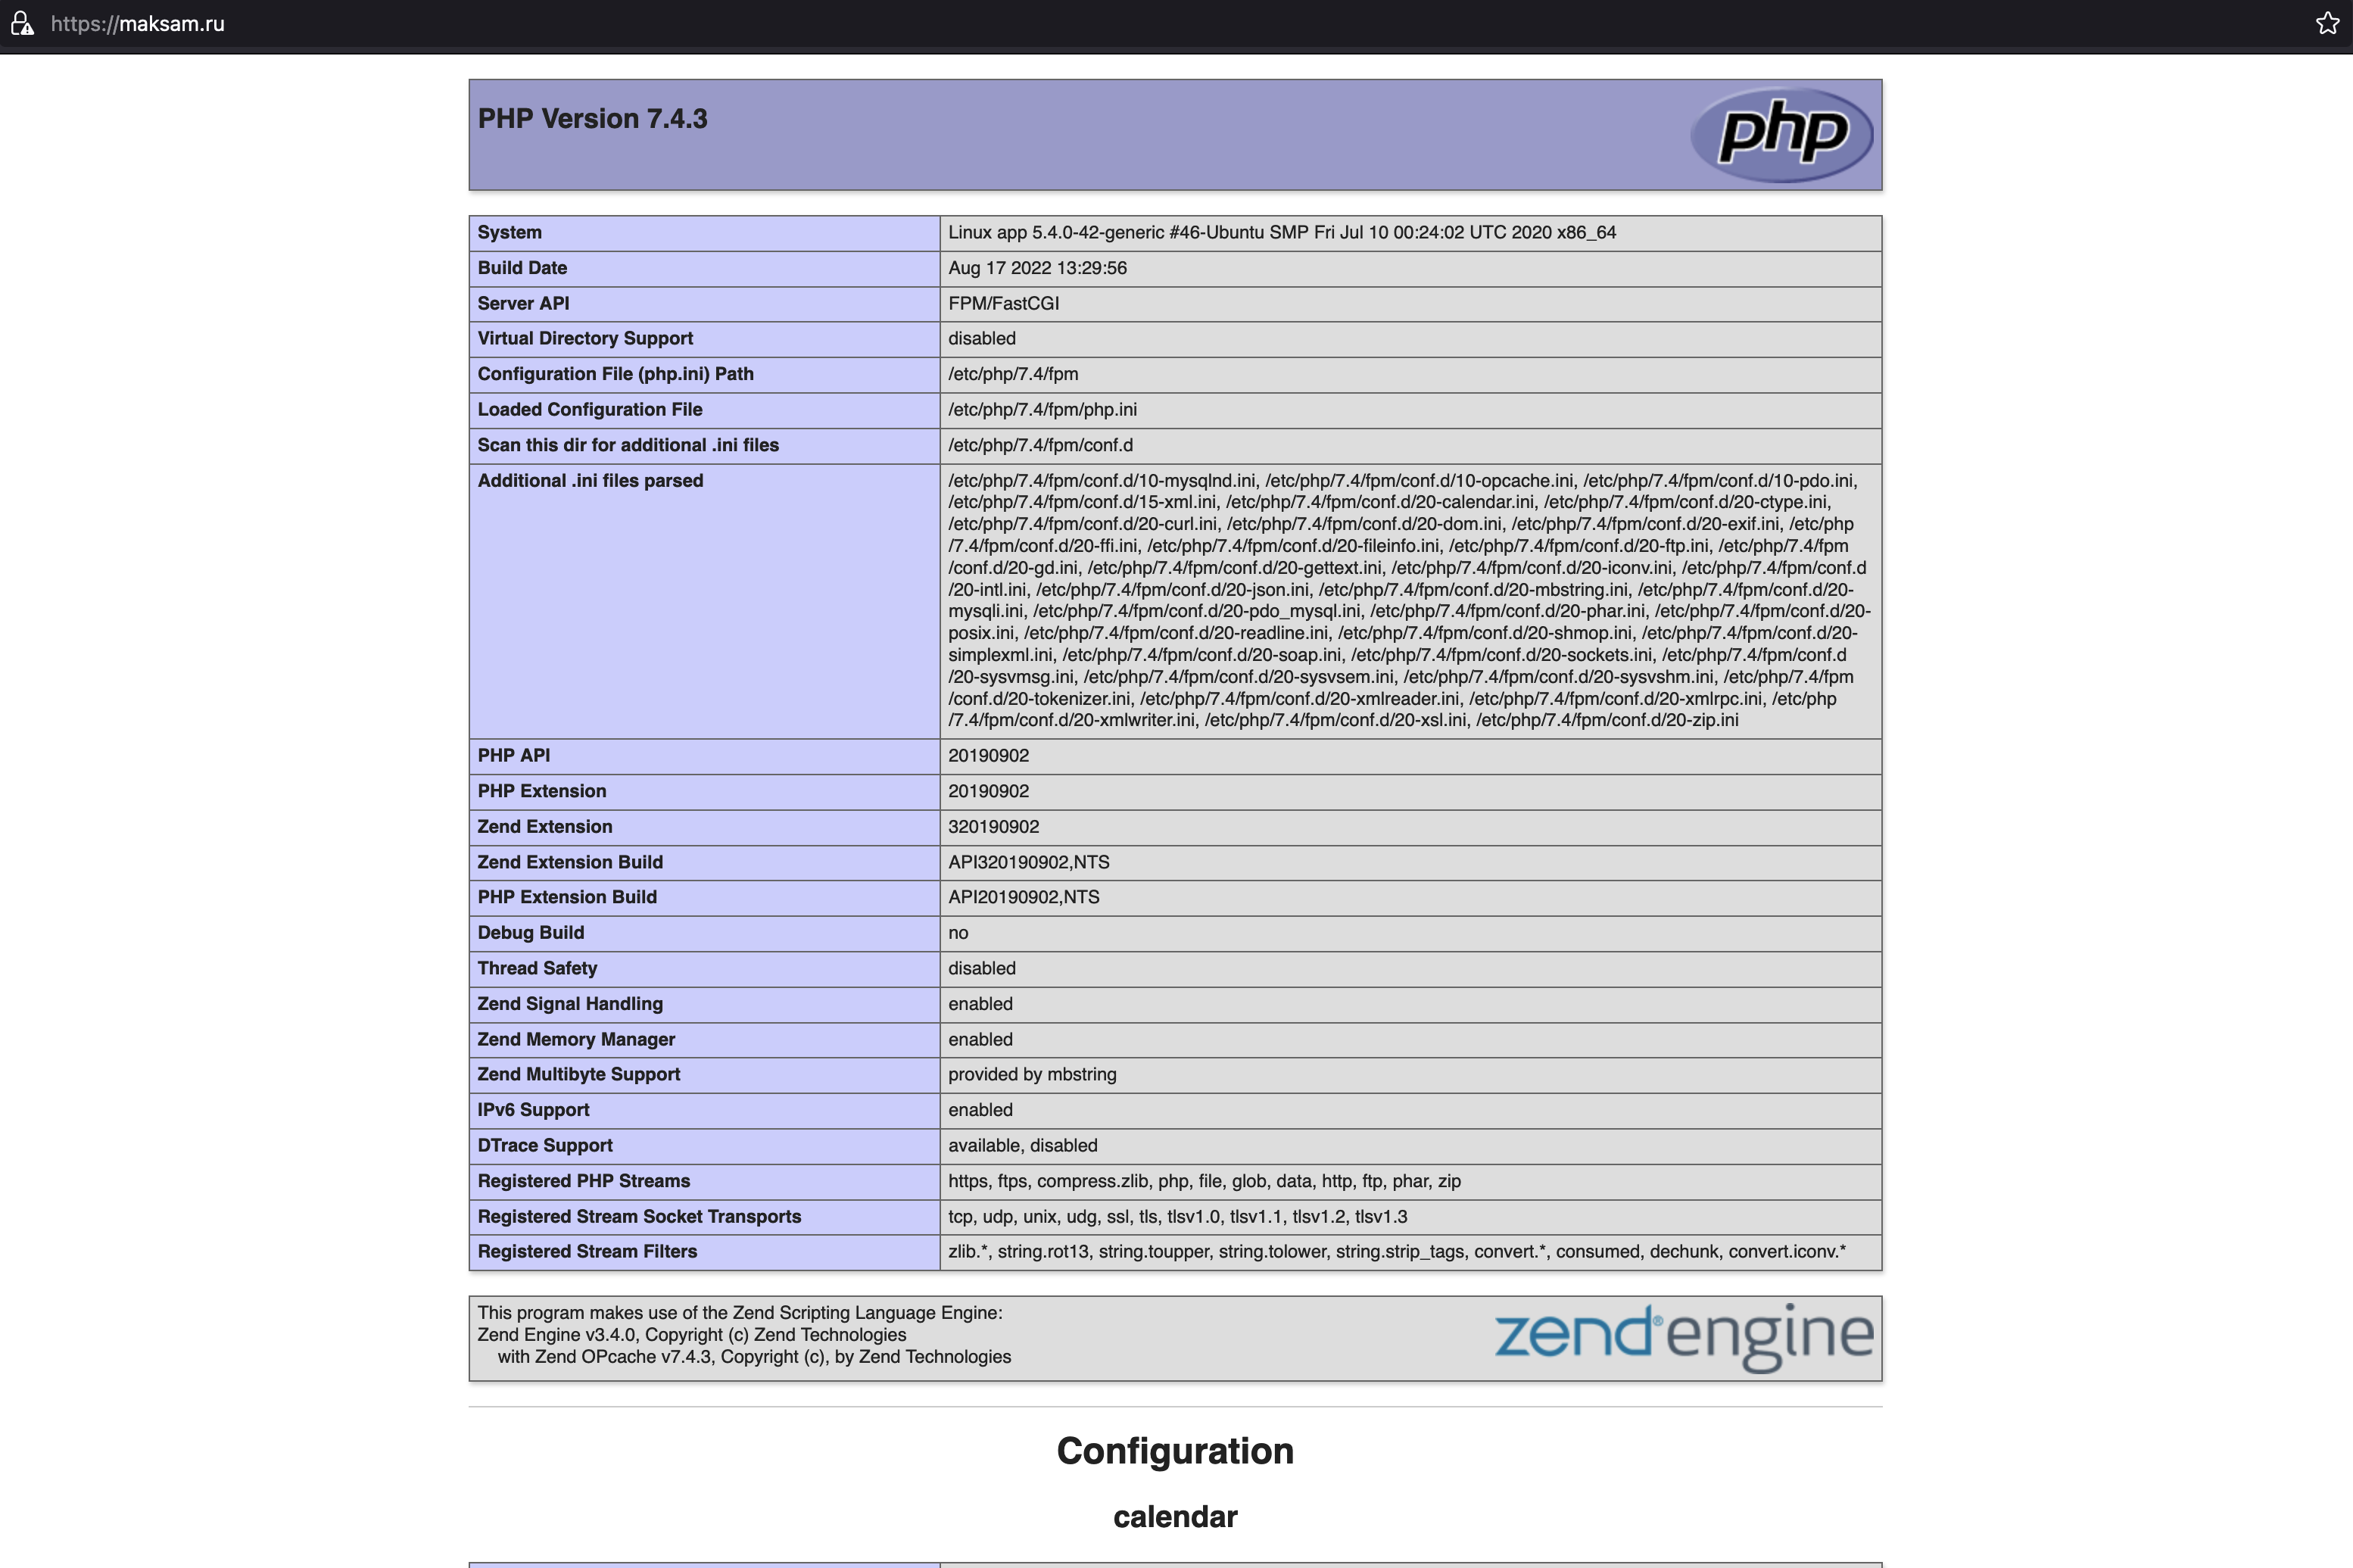 https://maksam.ru
PHP Version 7.4.3
php
System Linux app 5.4.0-42-generic #46-Ubuntu SMP Fri Jul 10 00:24:02 UTC 2020 x86_64
Build Date Aug 17 2022 13:29:56
Server API FPM/FastCGI
Virtual Directory Support disabled
Configuration File (php.ini) Path /etc/php/7.4/fpm
Loaded Configuration File /etc/php/7.4/fpm/php.ini
Scan this dir for additional .ini files /etc/php/7.4/fpm/conf.d
Additional .ini files parsed /etc/php/7.4/fpm/conf.d/10-mysqlnd.ini, /etc/php/7.4/fpm/conf.d/10-opcache.ini, /etc/php/7.4/fpm/conf.d/10-pdo.ini,
/etc/php/7.4/fpm/conf.d/15-xml.ini, /etc/php/7.4/fpm/conf.d/20-calendar.ini, /etc/php/7.4/fpm/conf.d/20-ctype.ini,
/etc/php/7.4/fpm/conf.d/20-curl.ini, /etc/php/7.4/fpm/conf.d/20-dom.ini, /etc/php/7.4/fpm/conf.d/20-exif.ini, /etc/php
/7.4/fpm/conf.d/20-ffi.ini, /etc/php/7.4/fpm/conf.d/20-fileinfo.ini, /etc/php/7.4/fpm/conf.d/20-ftp.ini, /etc/php/7.4/fpm
/conf.d/20-gd.ini, /etc/php/7.4/fpm/conf.d/20-gettext.ini, /etc/php/7.4/fpm/conf.d/20-iconv.ini, /etc/php/7.4/fpm/conf.d
/20-intl.ini, /etc/php/7.4/fpm/conf.d/20-json.ini, /etc/php/7.4/fpm/conf.d/20-mbstring.ini, /etc/php/7.4/fpm/conf.d/20-
mysqli.ini, /etc/php/7.4/fpm/conf.d/20-pdo_mysql.ini, /etc/php/7.4/fpm/conf.d/20-phar.ini, /etc/php/7.4/fpm/conf.d/20-
posix.ini, /etc/php/7.4/fpm/conf.d/20-readline.ini, /etc/php/7.4/fpm/conf.d/20-shmop.ini, /etc/php/7.4/fpm/conf.d/20-
simplexml.ini, /etc/php/7.4/fpm/conf.d/20-soap.ini, /etc/php/7.4/fpm/conf.d/20-sockets.ini, /etc/php/7.4/fpm/conf.d
/20-sysvmsg.ini, /etc/php/7.4/fpm/conf.d/20-sysvsem.ini, /etc/php/7.4/fpm/conf.d/20-sysvshm.ini, /etc/php/7.4/fpm
/conf.d/20-tokenizer.ini, /etc/php/7.4/fpm/conf.d/20-xmlreader.ini, /etc/php/7.4/fpm/conf.d/20-xmlrpc.ini, /etc/php
/7.4/fpm/conf.d/20-xmlwriter.ini, /etc/php/7.4/fpm/conf.d/20-xsl.ini, /etc/php/7.4/fpm/conf.d/20-zip.ini
PHP API 20190902
PHP Extension 20190902
Zend Extension 320190902
Zend Extension Build API320190902,NTS
PHP Extension Build API20190902,NTS
Debug Build no
Thread Safety disabled
Zend Signal Handling enabled
Zend Memory Manager enabled
Zend Multibyte Support provided by mbstring
IPv6 Support enabled
DTrace Support available, disabled
Registered PHP Streams https, ftps, compress.zlib, php, file, glob, data, http, ftp, phar, zip
Registered Stream Socket Transports tcp, udp, unix, udg, ssl, tls, tlsv1.0, tlsv1.1, tlsv1.2, tlsv1.3
Registered Stream Filters zlib.*, string.rot13, string.toupper, string.tolower, string.strip_tags, convert.*, consumed, dechunk, convert.iconv.*
This program makes use of the Zend Scripting Language Engine:
Zend Engine v3.4.0, Copyright (c) Zend Technologies
with Zend OPcache v7.4.3, Copyright (c), by Zend Technologies
zend®engine
Configuration
calendar